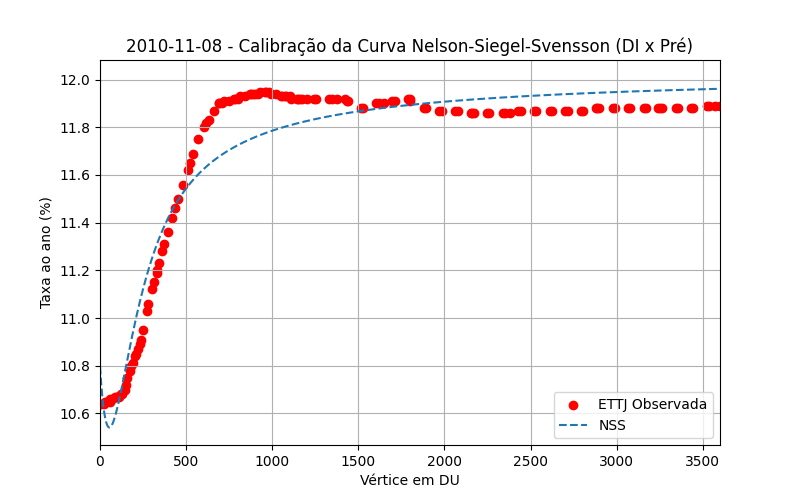 2010-11-08 - Calibração da Curva Nelson-Siegel-Svensson (DI x Pré)
Taxa ao ano (%)
12.0
11.8
11.6
11.4
11.2
11.0
10.8
10.6
ETTJ Observada
NSS
0 500 1000 1500 2000 2500 3000 3500
Vértice em DU